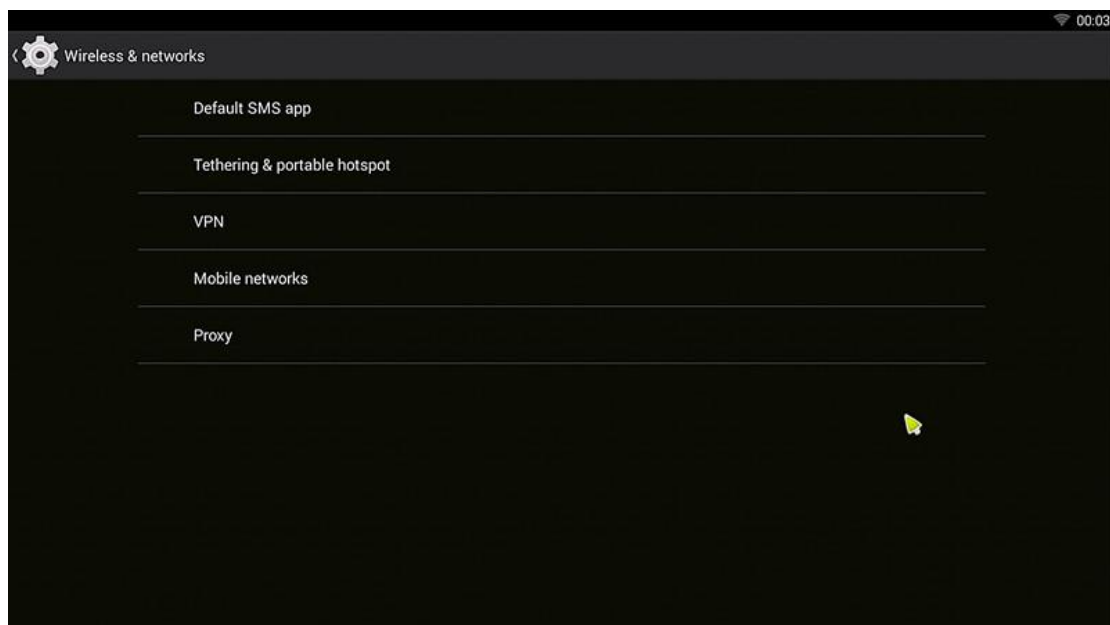 00:03
Wireless & networks
Default SMS app
Tethering & portable hotspot
VPN
Mobile networks
Proxy